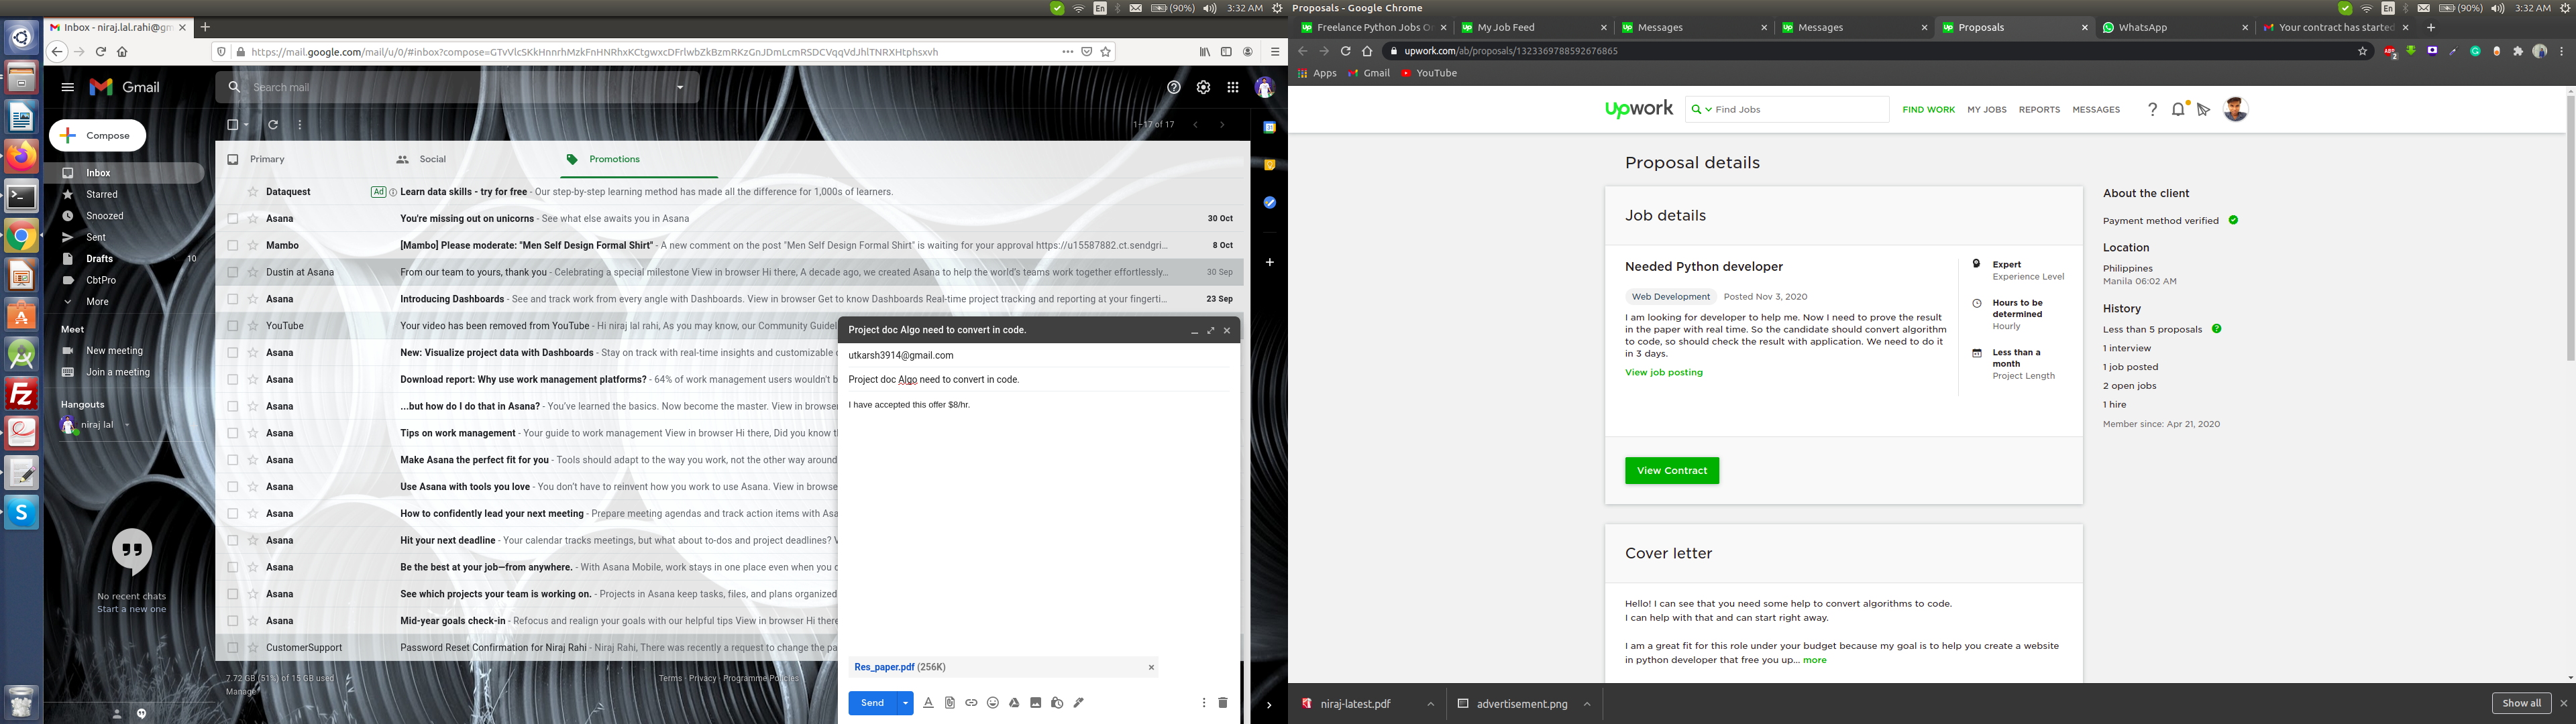 (90%) 3:32 AM
Inbox - niraj.lal.rahi@gm
https://mail.google.com/mail/u/0/#inbox?compose=GTvVlcSKkHnnrhMzkFnHNRhxKCtgwxcDFrlwbZkBzmRKzGnJDmLcmRSDCVqqVdJhlTNRXHtphsxvh
Gmail
Search mail
Compose
1–17 of 17
Inbox
Starred
Snoozed
Sent
Drafts 10
CbtPro
More
Meet
New meeting
Join a meeting
Hangouts
niraj lal
No recent chats
Start a new one
Primary Social Promotions
Dataquest Ad Learn data skills - try for free - Our step-by-step learning method has made all the difference for 1,000s of learners.
Asana You're missing out on unicorns - See what else awaits you in Asana 30 Oct
Mambo [Mambo] Please moderate: "Men Self Design Formal Shirt" - A new comment on the post "Men Self Design Formal Shirt" is waiting for your approval https://u15587882.ct.sendgri... 8 Oct
Dustin at Asana From our team to yours, thank you - Celebrating a special milestone View in browser Hi there, A decade ago, we created Asana to help the world's teams work together effortlessly... 30 Sep
Asana Introducing Dashboards - See and track work from every angle with Dashboards. View in browser Get to know Dashboards Real-time project tracking and reporting at your fingerti... 23 Sep
YouTube Your video has been removed from YouTube - Hi niraj lal rahi, As you may know, our Community Guidel
Asana New: Visualize project data with Dashboards - Stay on track with real-time insights and customizable
Asana Download report: Why use work management platforms? - 64% of work management users wouldn't b
Asana ...but how do I do that in Asana? - You've learned the basics. Now become the master. View in browser
Asana Tips on work management - Your guide to work management View in browser Hi there, Did you know t
Asana Make Asana the perfect fit for you - Tools should adapt to the way you work, not the other way around
Asana Use Asana with tools you love - You don't have to reinvent how you work to use Asana. View in browser
Asana How to confidently lead your next meeting - Prepare meeting agendas and track action items with Asa
Asana Hit your next deadline - Your calendar tracks meetings, but what about to-dos and project deadlines? V
Asana Be the best at your job—from anywhere. - With Asana Mobile, work stays in one place even when you
Asana See which projects your team is working on. - Projects in Asana keep tasks, files, and plans organized
Asana Mid-year goals check-in - Refocus and realign your goals with our helpful tips View in browser Hi there
CustomerSupport Password Reset Confirmation for Niraj Rahi - Niraj Rahi, There was recently a request to change the pa
7.72 GB (51%) of 15 GB used
Manage
Terms · Privacy · Programme Policies
Project doc Algo need to convert in code.
utkarsh3914@gmail.com
Project doc Algo need to convert in code.
I have accepted this offer $8/hr.
Res_paper.pdf (256K)
Send
Proposals - Google Chrome
En (90%) 3:32 AM
Freelance Python Jobs O
My Job Feed
Messages
Messages
Proposals
WhatsApp
Your contract has started
upwork.com/ab/proposals/1323369788592676865
Apps Gmail YouTube
upwork
Find Jobs
FIND WORK MY JOBS REPORTS MESSAGES
Proposal details
Job details
Needed Python developer
Web Development Posted Nov 3, 2020
I am looking for developer to help me. Now I need to prove the result
in the paper with real time. So the candidate should convert algorithm
to code, so should check the result with application. We need to do it
in 3 days.
View job posting
Expert
Experience Level
Hours to be
determined
Hourly
Less than a
month
Project Length
View Contract
Cover letter
Hello! I can see that you need some help to convert algorithms to code.
I can help with that and can start right away.
I am a great fit for this role under your budget because my goal is to help you create a website
in python developer that free you up... more
About the client
Payment method verified
Location
Philippines
Manila 06:02 AM
History
Less than 5 proposals
1 interview
1 job posted
2 open jobs
1 hire
Member since: Apr 21, 2020
niraj-latest.pdf
advertisement.png
Show all